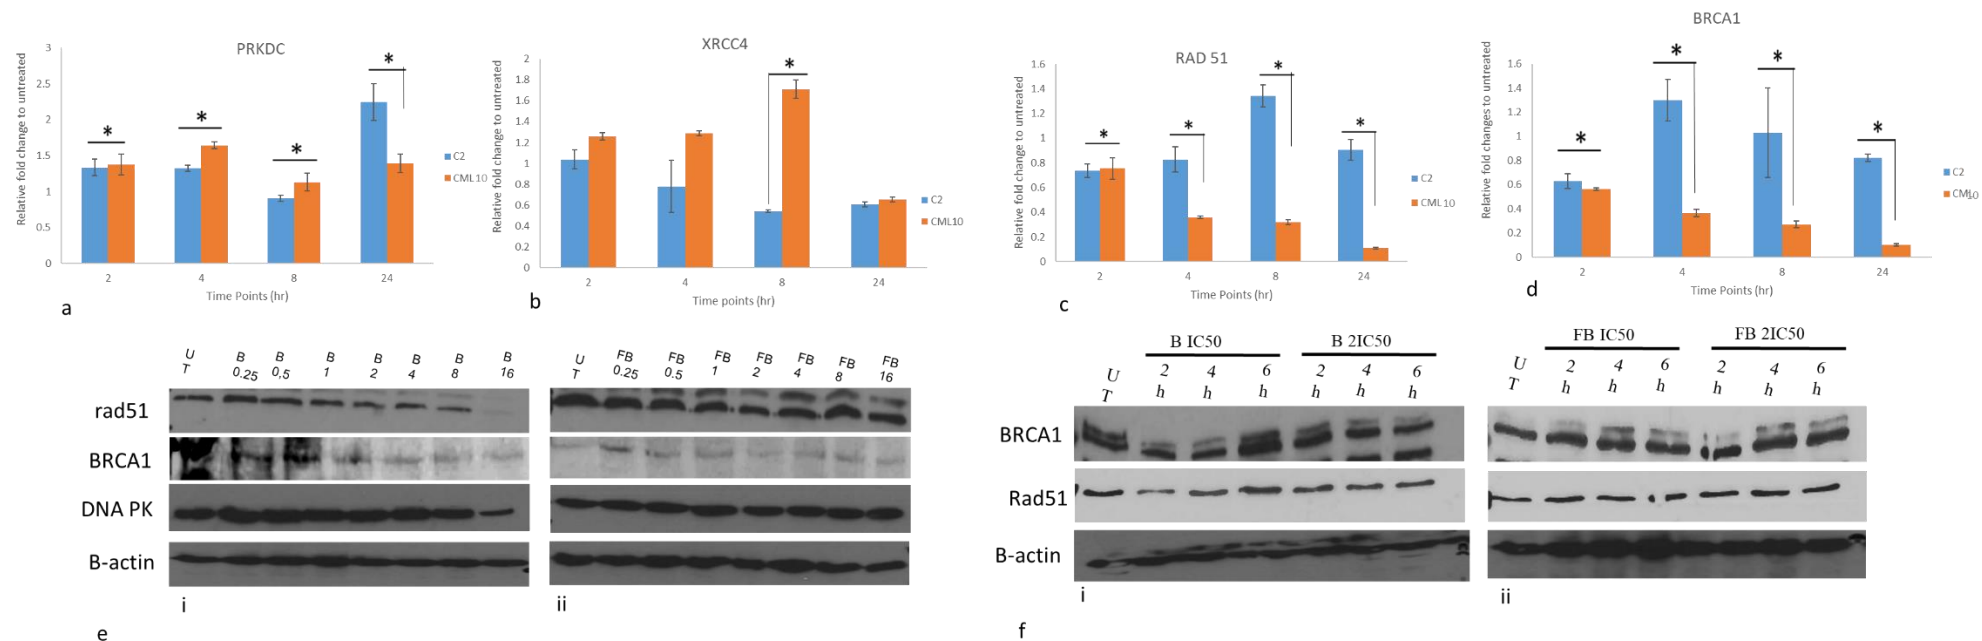 PRKDC
Relative fold change to untreated
3
2.5
2
1.5
1
0.5
0
*
*
*
*
2
4
8
24
Time Points (hr)
C2
CML10
a
XRCC4
Relative fold change to untreated
2
1.8
1.6
1.4
1.2
1
0.8
0.6
0.4
0.2
0
*
2
4
8
24
Time points (hr)
C2
CML10
b
RAD 51
Relative fold change to untreated
1.6
1.4
1.2
1
0.8
0.6
0.4
0.2
0
*
*
*
*
2
4
8
24
Time Points (hr)
C2
CML10
c
BRCA1
Relative fold changes to untreated
1.6
1.4
1.2
1
0.8
0.6
0.4
0.2
0
*
*
*
*
2
4
8
24
Time Points (hr)
C2
d
U T
B 0.25
B 0,5
B 1
B 2
B 4
B 8
B 16
U T
FB 0.25
FB 0.5
FB 1
FB 2
FB 4
FB 8
FB 16
rad51
BRCA1
DNA PK
B-actin
i
ii
e
B IC50
B 2IC50
U T
2 h
4 h
6 h
2 h
4 h
6 h
FB IC50
FB 2IC50
U T
2 h
4 h
6 h
2 h
4 h
6 h
BRCA1
Rad51
B-actin
i
ii
f